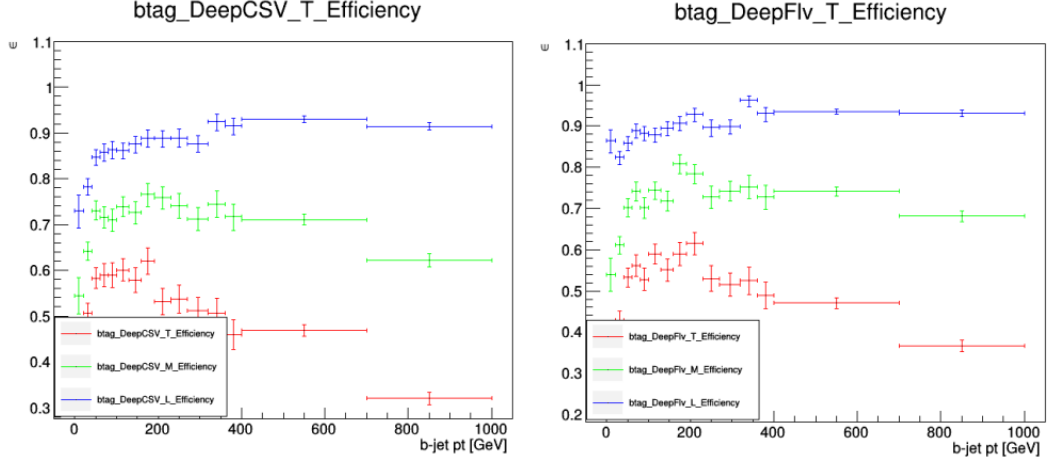 btag_DeepCSV_T_Efficiency
ϵ
1.1
1
0.9
0.8
0.7
0.6
0.5
0.4
0.3
btag_DeepCSV_T_Efficiency
btag_DeepCSV_M_Efficiency
btag_DeepCSV_L_Efficiency
0 200 400 600 800 1000
b-jet pt [GeV]
btag_DeepFlv_T_Efficiency
ϵ
1.1
1
0.9
0.8
0.7
0.6
0.5
0.4
0.3
0.2
btag_DeepFlv_T_Efficiency
btag_DeepFlv_M_Efficiency
btag_DeepFlv_L_Efficiency
0 200 400 600 800 1000
b-jet pt [GeV]